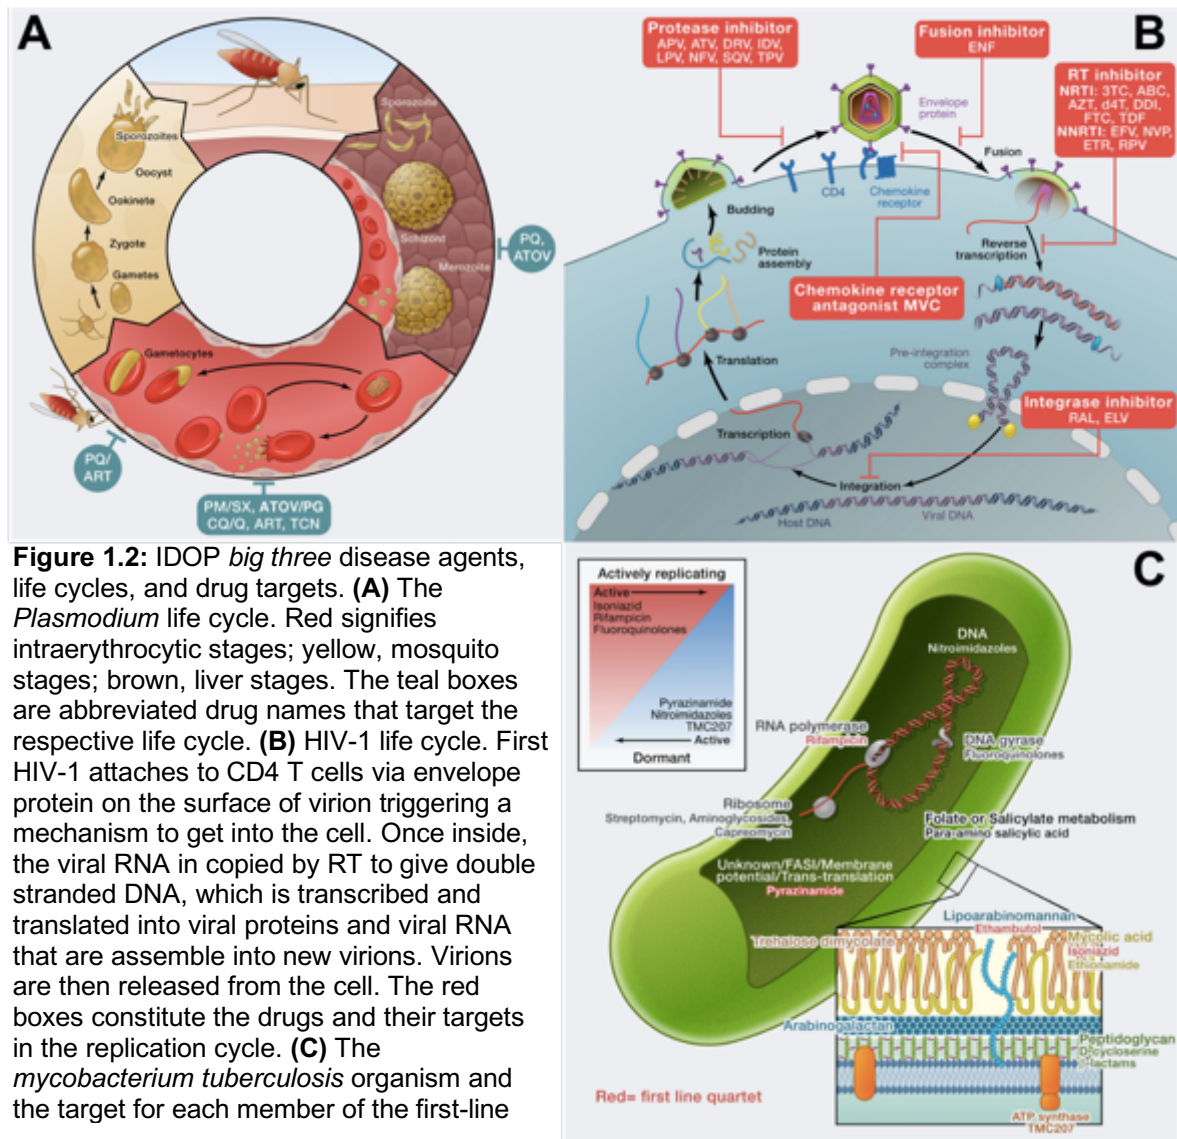 A
Sporozoites
Oocyst
Ookinete
Zygote
Gametes
Gametocytes
Sporozoite
Schizont
Merozoite
PQ,
ATOV
PQ/
ART
PM/SX, ATOV/PG
CQ/Q, ART, TCN
B
Protease inhibitor
APV, ATV, DRV, IDV,
LPV, NFV, SQV, TPV
Fusion inhibitor
ENF
RT inhibitor
NRTI: 3TC, ABC,
AZT, d4T, DDI,
FTC, TDF
NNRTI: EFV, NVP,
ETR, RPV
Envelope
protein
Fusion
CD4
Chemokine
receptor
Budding
Protein
assembly
Reverse
transcription
Chemokine receptor
antagonist MVC
Translation
Pre-integration
complex
Integrase inhibitor
RAL, ELV
Transcription
Integration
Host DNA
Viral DNA
Figure 1.2: IDOP big three disease agents,
life cycles, and drug targets. (A) The
Plasmodium life cycle. Red signifies
intraerythrocytic stages; yellow, mosquito
stages; brown, liver stages. The teal boxes
are abbreviated drug names that target the
respective life cycle. (B) HIV-1 life cycle. First
HIV-1 attaches to CD4 T cells via envelope
protein on the surface of virion triggering a
mechanism to get into the cell. Once inside,
the viral RNA in copied by RT to give double
stranded DNA, which is transcribed and
translated into viral proteins and viral RNA
that are assemble into new virions. Virions
are then released from the cell. The red
boxes constitute the drugs and their targets
in the replication cycle. (C) The
mycobacterium tuberculosis organism and
the target for each member of the first-line
C
Actively replicating
Active
Isoniazid
Rifampicin
Fluoroquinolones
Pyrazinamide
Nitroimidazoles
TMC207
Active
Dormant
DNA
Nitroimidazoles
RNA polymerase
Rifampicin
DNA gyrase
Fluoroquinolones
Ribosome
Streptomycin, Aminoglycosides,
Capreomycin
Folate or Salicylate metabolism
Para-amino salicylic acid
Unknown/FASI/Membrane
potential/Trans-translation
Pyrazinamide
Lipoarabinomannan
Ethambutol
Trehalose dimycolate
Mycolic acid
Isoniazid
Ethionamide
Arabinogalactan
Peptidoglycan
D-cycloserine
β-lactams
ATP synthase
TMC207
Red= first line quartet